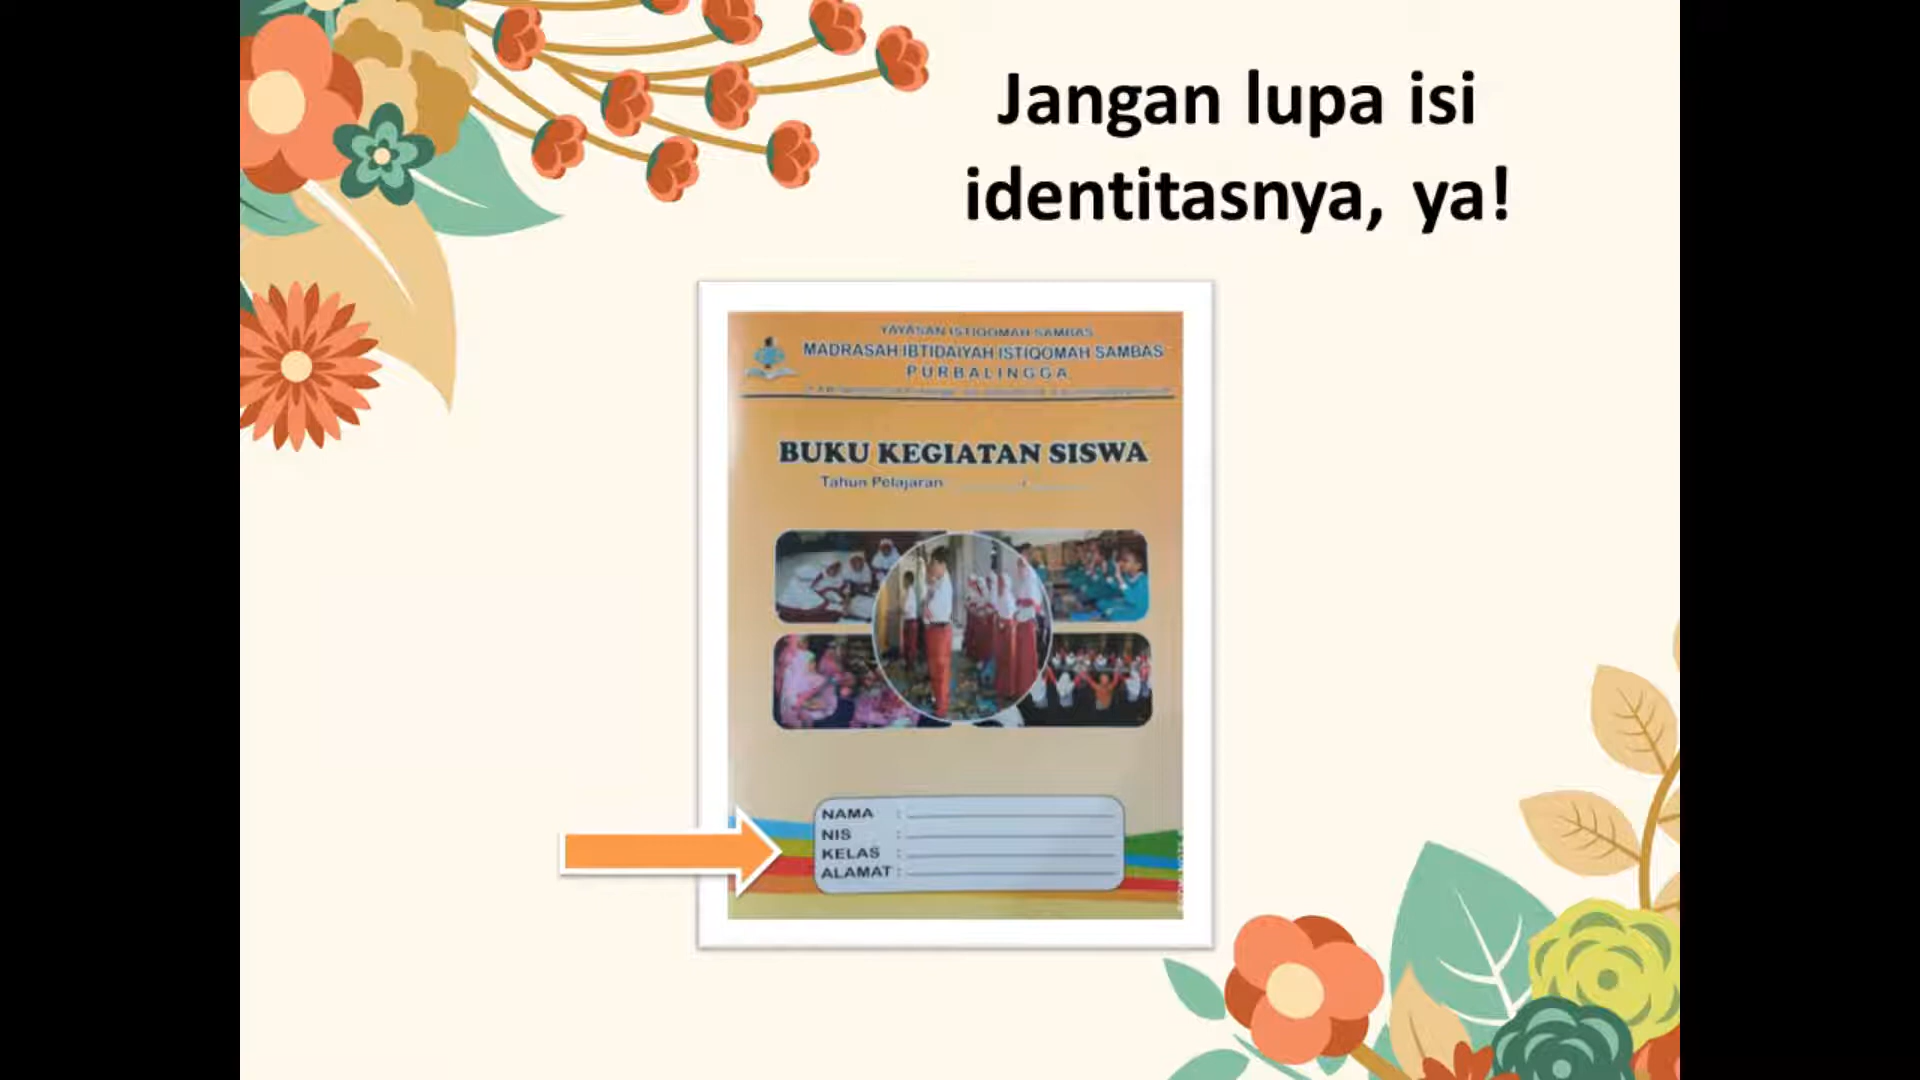 Jangan lupa isi
identitasnya, ya!
YAYASAN ISTIQOMAH SAMBAS
MADRASAH IBTIDAIYAH ISTIQOMAH SAMBAS
PURBALINGGA
BUKU KEGIATAN SISWA
Tahun Pelajaran ............/............
NAMA :
NIS :
KELAS :
ALAMAT :